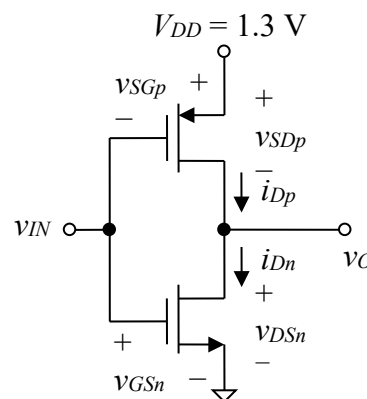 V_DD = 1.3 V
v_SGp
+
+
−
v_SDp
−
i_Dp
v_IN
v_O
i_Dn
+
+
v_DSn
−
v_GSn
−